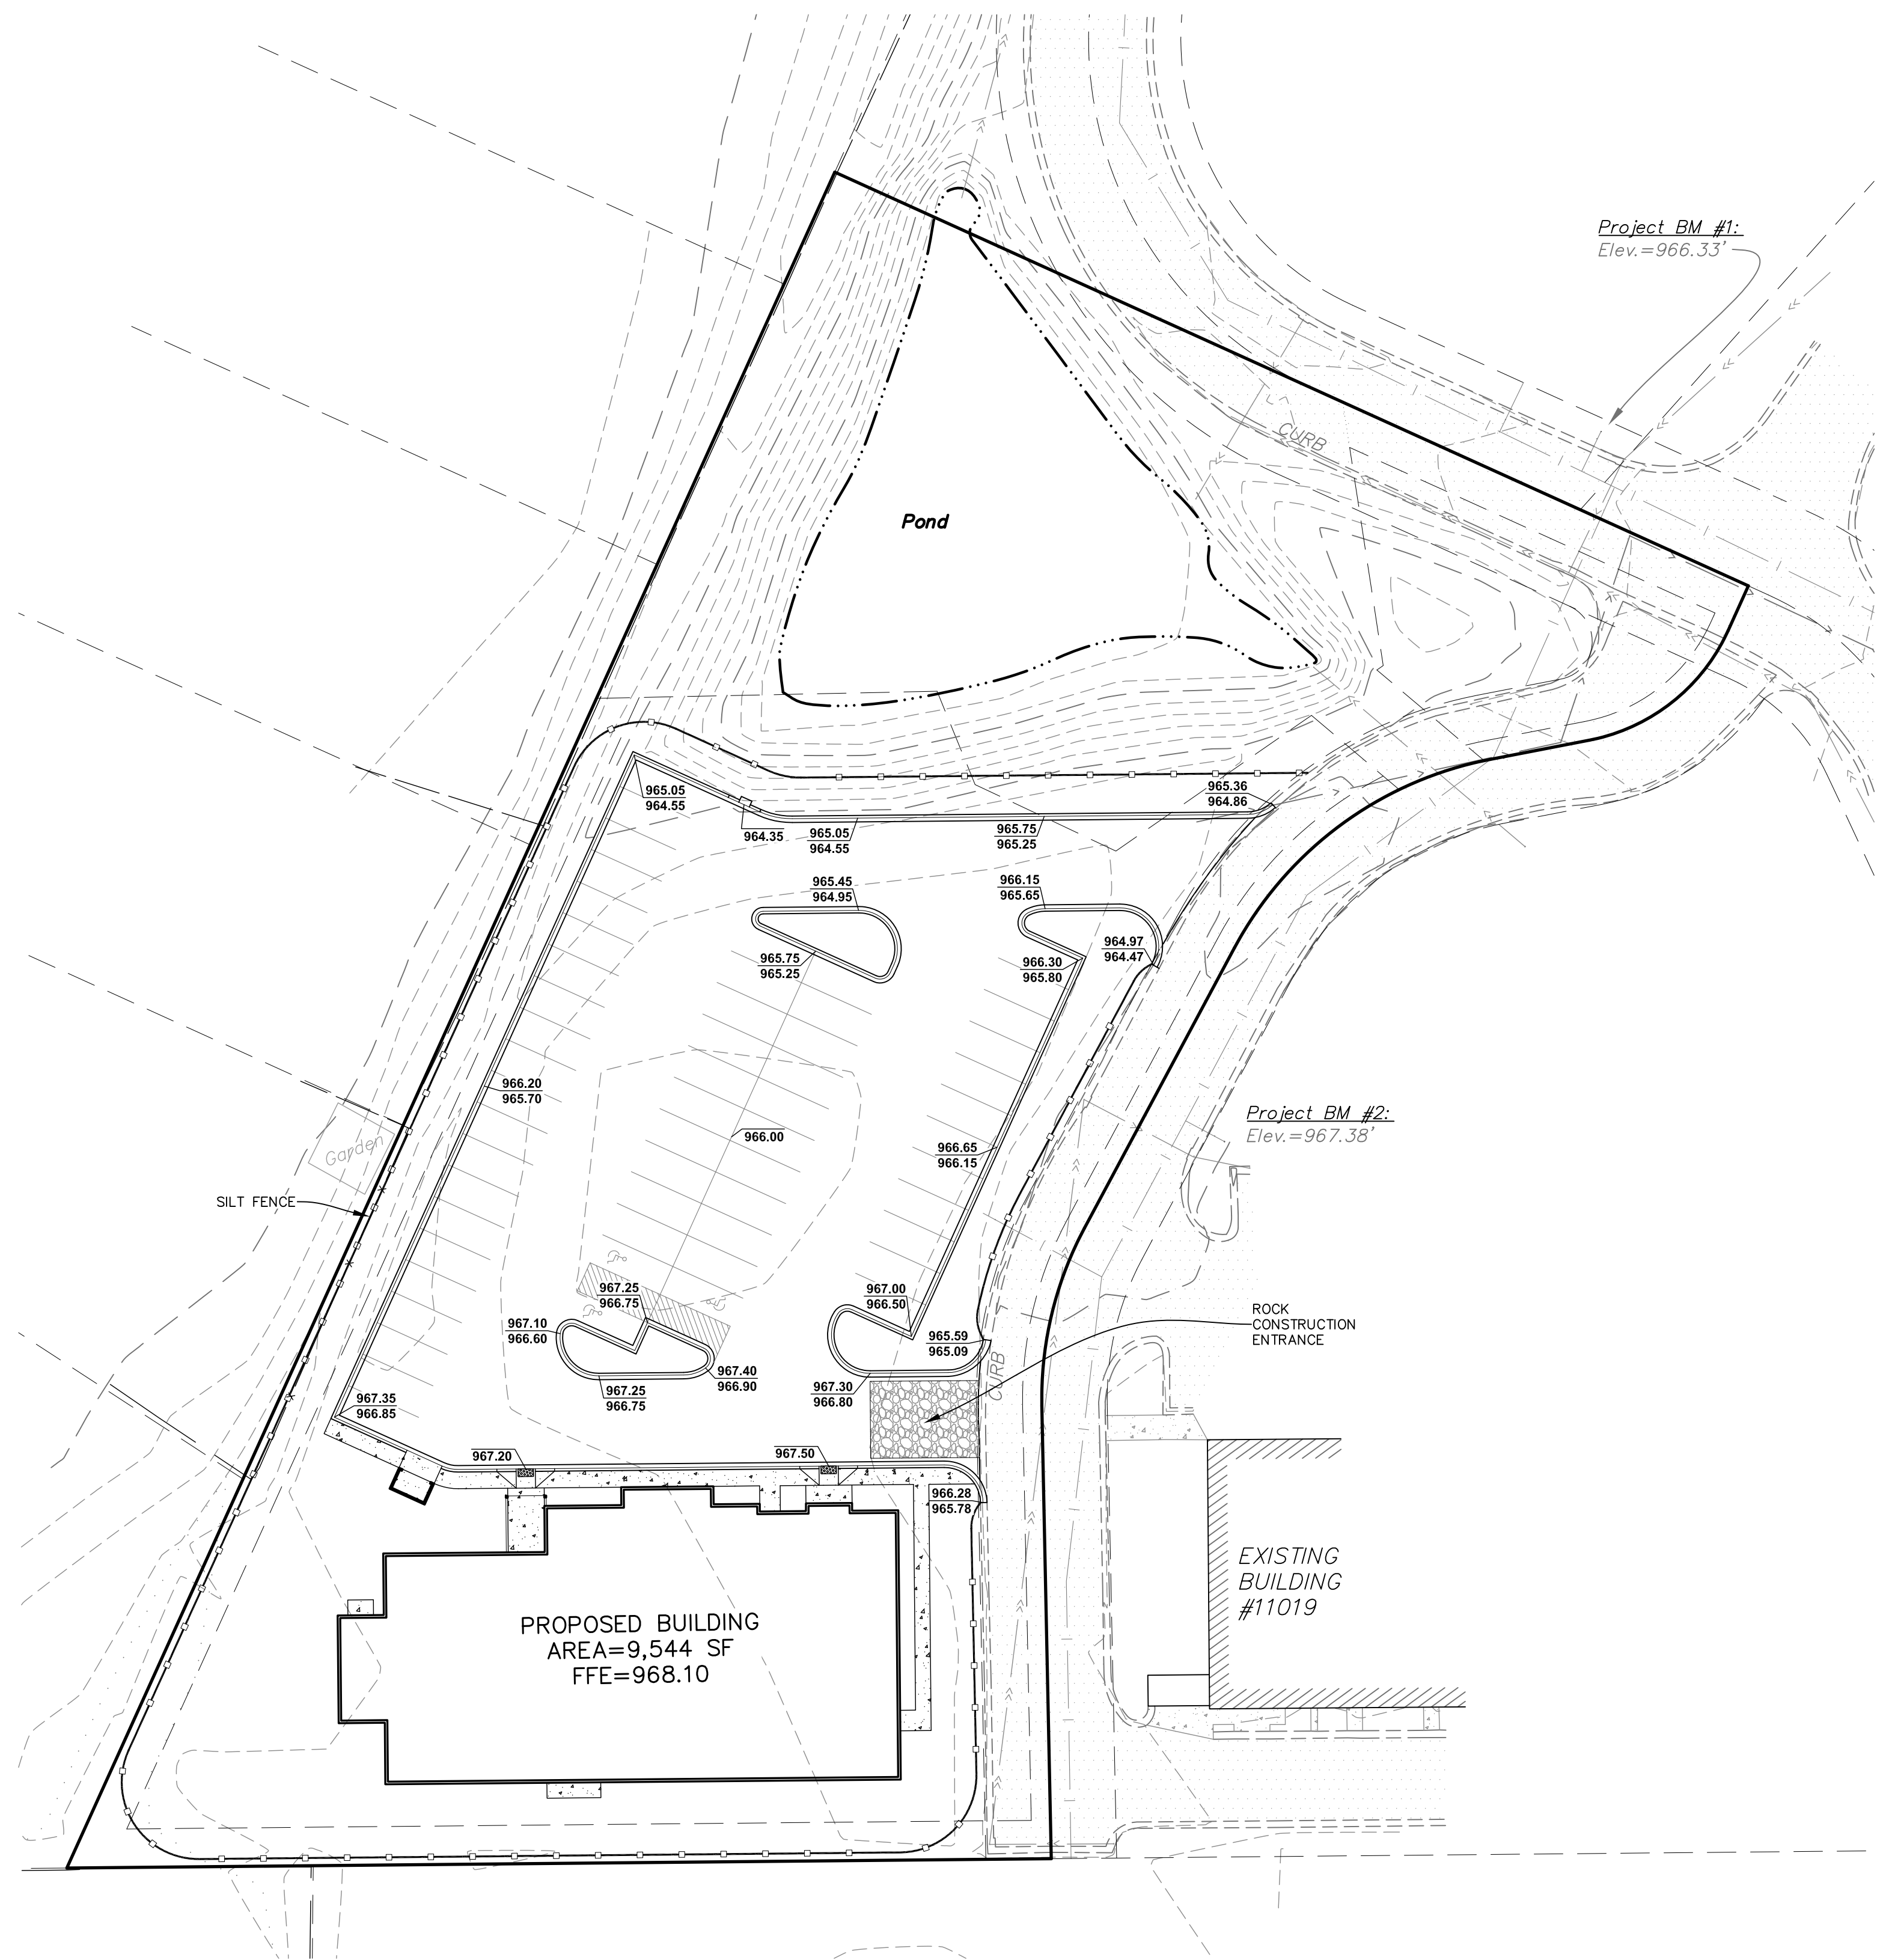 Project BM #1:
Elev.=966.33'
CURB
Pond
965.05
964.55
964.35
965.05
964.55
965.75
965.25
965.36
964.86
965.45
964.95
966.15
965.65
965.75
965.25
966.30
965.80
964.97
964.47
966.20
965.70
966.00
966.65
966.15
Project BM #2:
Elev.=967.38'
Garden
SILT FENCE
967.25
966.75
967.00
966.50
967.10
966.60
965.59
965.09
ROCK
CONSTRUCTION
ENTRANCE
967.40
966.90
967.25
966.75
967.30
966.80
CURB
967.35
966.85
967.20
967.50
966.28
965.78
EXISTING
BUILDING
#11019
PROPOSED BUILDING
AREA=9,544 SF
FFE=968.10